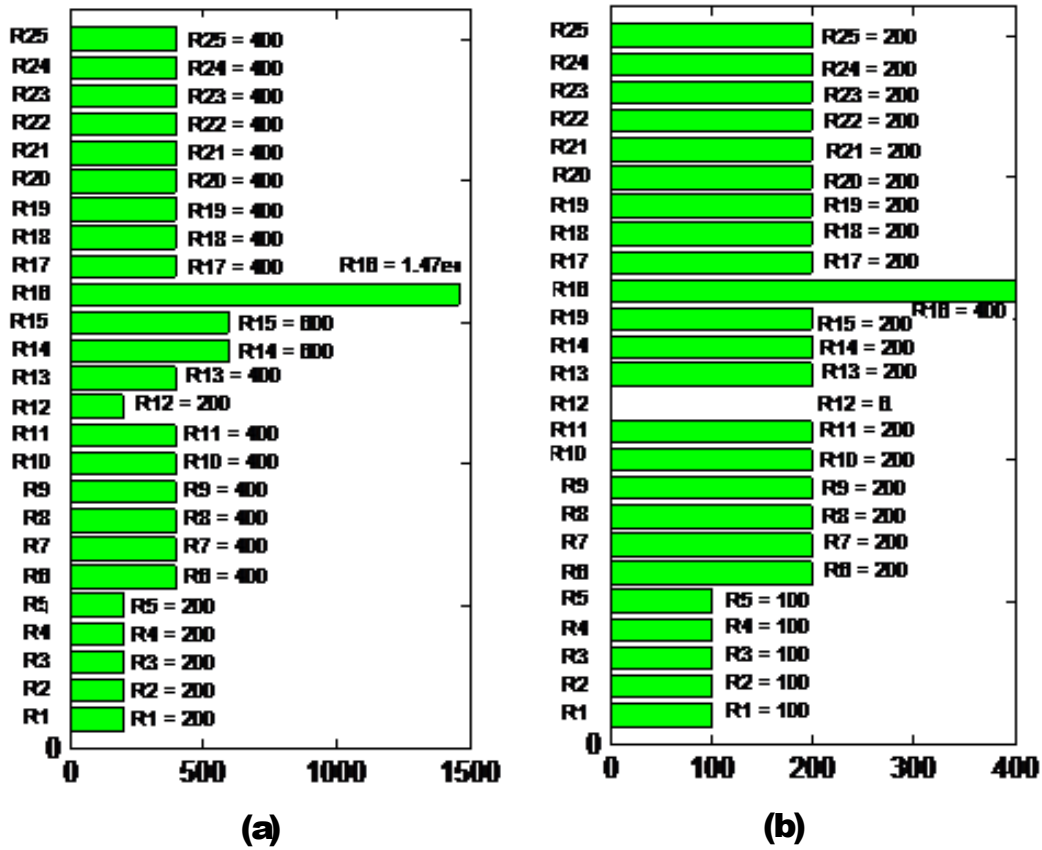 R25 R25 = 400
R24 R24 = 400
R23 R23 = 400
R22 R22 = 400
R21 R21 = 400
R20 R20 = 400
R19 R19 = 400
R18 R18 = 400
R17 R17 = 400 R16 = 1.47e
R16
R15 R15 = 600
R14 R14 = 600
R13 R13 = 400
R12 R12 = 200
R11 R11 = 400
R10 R10 = 400
R9 R9 = 400
R8 R8 = 400
R7 R7 = 400
R6 R6 = 400
R5 R5 = 200
R4 R4 = 200
R3 R3 = 200
R2 R2 = 200
R1 R1 = 200
0
0 500 1000 1500
(a)
R25 R25 = 200
R24 R24 = 200
R23 R23 = 200
R22 R22 = 200
R21 R21 = 200
R20 R20 = 200
R19 R19 = 200
R18 R18 = 200
R17 R17 = 200
R16 R16 = 400
R19 R15 = 200
R14 R14 = 200
R13 R13 = 200
R12 R12 =
R11 R11 = 200
R10 R10 = 200
R9 R9 = 200
R8 R8 = 200
R7 R7 = 200
R6 R6 = 200
R5 R5 = 100
R4 R4 = 100
R3 R3 = 100
R2 R2 = 100
R1 R1 = 100
0
0 100 200 300 400
(b)